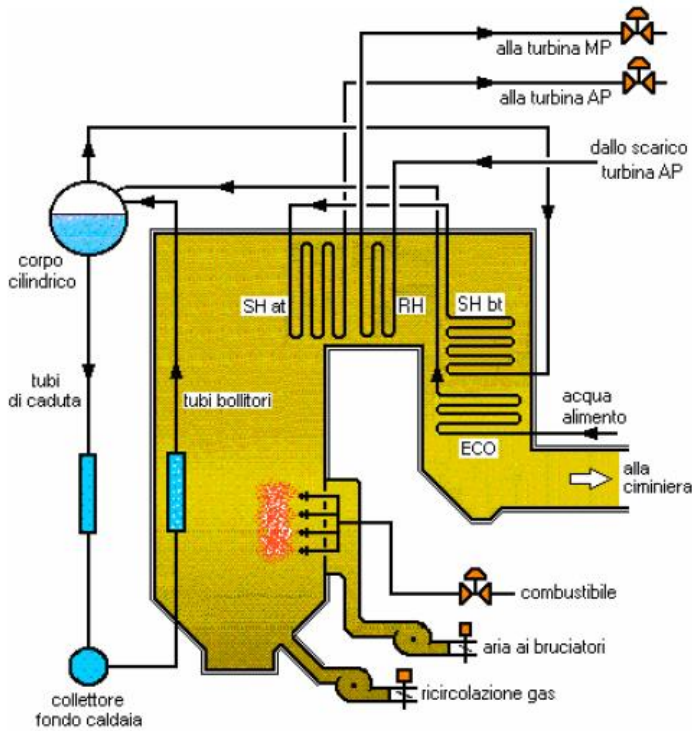 alla turbina MP
alla turbina AP
dallo scarico
turbina AP
corpo
cilindrico
SH at
RH
SH bt
tubi
di caduta
tubi bollitori
acqua
alimento
ECO
alla
ciminiera
combustibile
aria ai bruciatori
ricircolazione gas
collettore
fondo caldaia